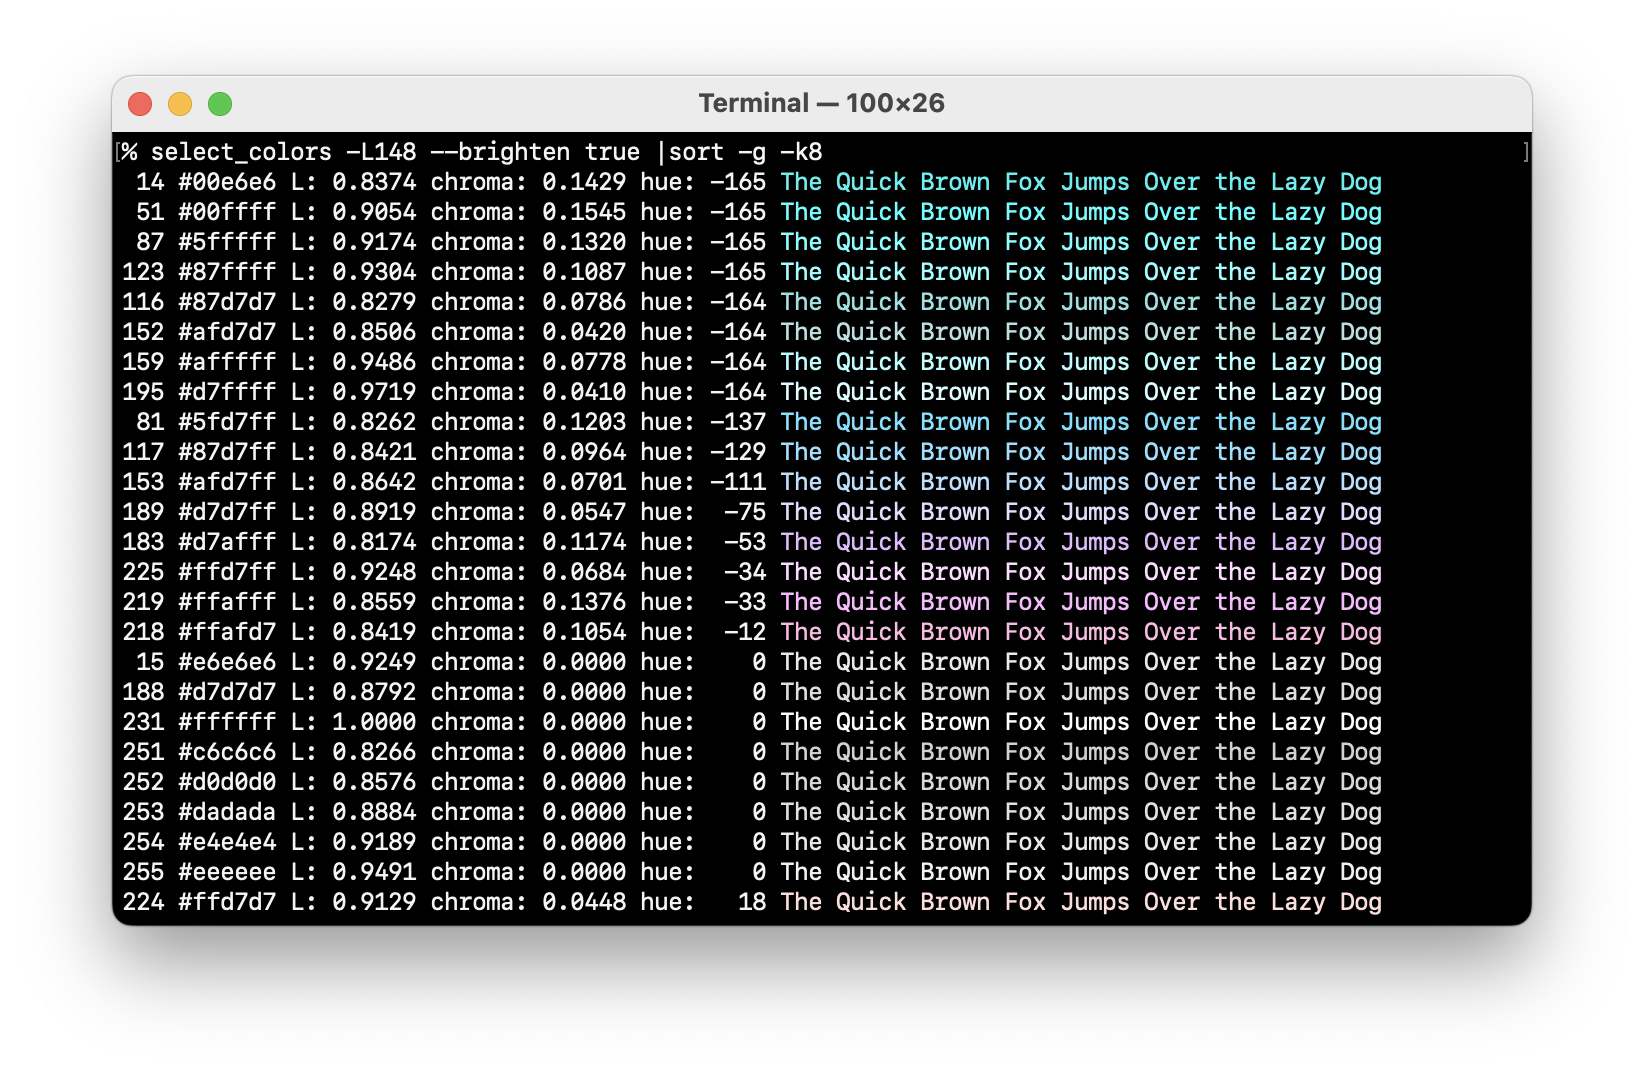 Terminal — 100×26
[% select_colors -L148 --brighten true |sort -g -k8 ]
14 #00e6e6 L: 0.8374 chroma: 0.1429 hue: -165 The Quick Brown Fox Jumps Over the Lazy Dog
51 #00ffff L: 0.9054 chroma: 0.1545 hue: -165 The Quick Brown Fox Jumps Over the Lazy Dog
87 #5fffff L: 0.9174 chroma: 0.1320 hue: -165 The Quick Brown Fox Jumps Over the Lazy Dog
123 #87ffff L: 0.9304 chroma: 0.1087 hue: -165 The Quick Brown Fox Jumps Over the Lazy Dog
116 #87d7d7 L: 0.8279 chroma: 0.0786 hue: -164 The Quick Brown Fox Jumps Over the Lazy Dog
152 #afd7d7 L: 0.8506 chroma: 0.0420 hue: -164 The Quick Brown Fox Jumps Over the Lazy Dog
159 #afffff L: 0.9486 chroma: 0.0778 hue: -164 The Quick Brown Fox Jumps Over the Lazy Dog
195 #d7ffff L: 0.9719 chroma: 0.0410 hue: -164 The Quick Brown Fox Jumps Over the Lazy Dog
81 #5fd7ff L: 0.8262 chroma: 0.1203 hue: -137 The Quick Brown Fox Jumps Over the Lazy Dog
117 #87d7ff L: 0.8421 chroma: 0.0964 hue: -129 The Quick Brown Fox Jumps Over the Lazy Dog
153 #afd7ff L: 0.8642 chroma: 0.0701 hue: -111 The Quick Brown Fox Jumps Over the Lazy Dog
189 #d7d7ff L: 0.8919 chroma: 0.0547 hue: -75 The Quick Brown Fox Jumps Over the Lazy Dog
183 #d7afff L: 0.8174 chroma: 0.1174 hue: -53 The Quick Brown Fox Jumps Over the Lazy Dog
225 #ffd7ff L: 0.9248 chroma: 0.0684 hue: -34 The Quick Brown Fox Jumps Over the Lazy Dog
219 #ffafff L: 0.8559 chroma: 0.1376 hue: -33 The Quick Brown Fox Jumps Over the Lazy Dog
218 #ffafd7 L: 0.8419 chroma: 0.1054 hue: -12 The Quick Brown Fox Jumps Over the Lazy Dog
15 #e6e6e6 L: 0.9249 chroma: 0.0000 hue: 0 The Quick Brown Fox Jumps Over the Lazy Dog
188 #d7d7d7 L: 0.8792 chroma: 0.0000 hue: 0 The Quick Brown Fox Jumps Over the Lazy Dog
231 #ffffff L: 1.0000 chroma: 0.0000 hue: 0 The Quick Brown Fox Jumps Over the Lazy Dog
251 #c6c6c6 L: 0.8266 chroma: 0.0000 hue: 0 The Quick Brown Fox Jumps Over the Lazy Dog
252 #d0d0d0 L: 0.8576 chroma: 0.0000 hue: 0 The Quick Brown Fox Jumps Over the Lazy Dog
253 #dadada L: 0.8884 chroma: 0.0000 hue: 0 The Quick Brown Fox Jumps Over the Lazy Dog
254 #e4e4e4 L: 0.9189 chroma: 0.0000 hue: 0 The Quick Brown Fox Jumps Over the Lazy Dog
255 #eeeeee L: 0.9491 chroma: 0.0000 hue: 0 The Quick Brown Fox Jumps Over the Lazy Dog
224 #ffd7d7 L: 0.9129 chroma: 0.0448 hue: 18 The Quick Brown Fox Jumps Over the Lazy Dog